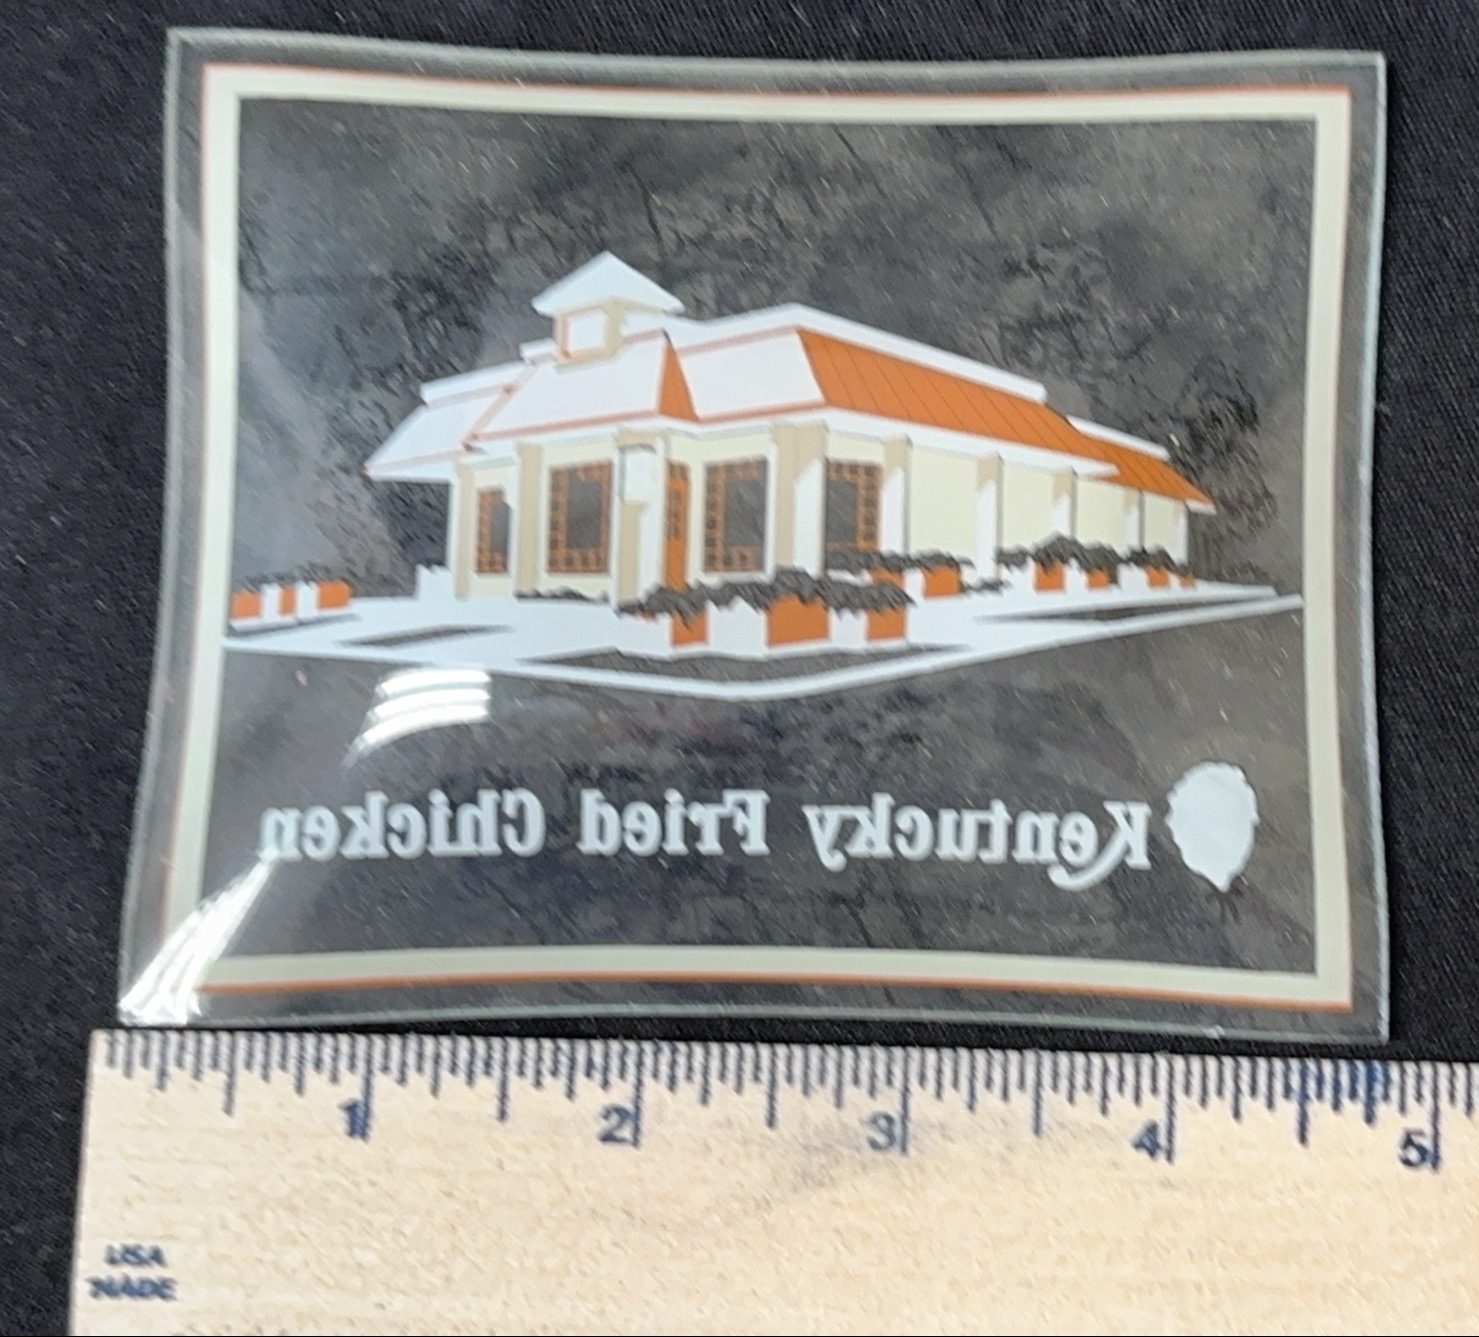 Kentucky Fried Chicken
1 2 3 4 5
USA
MADE